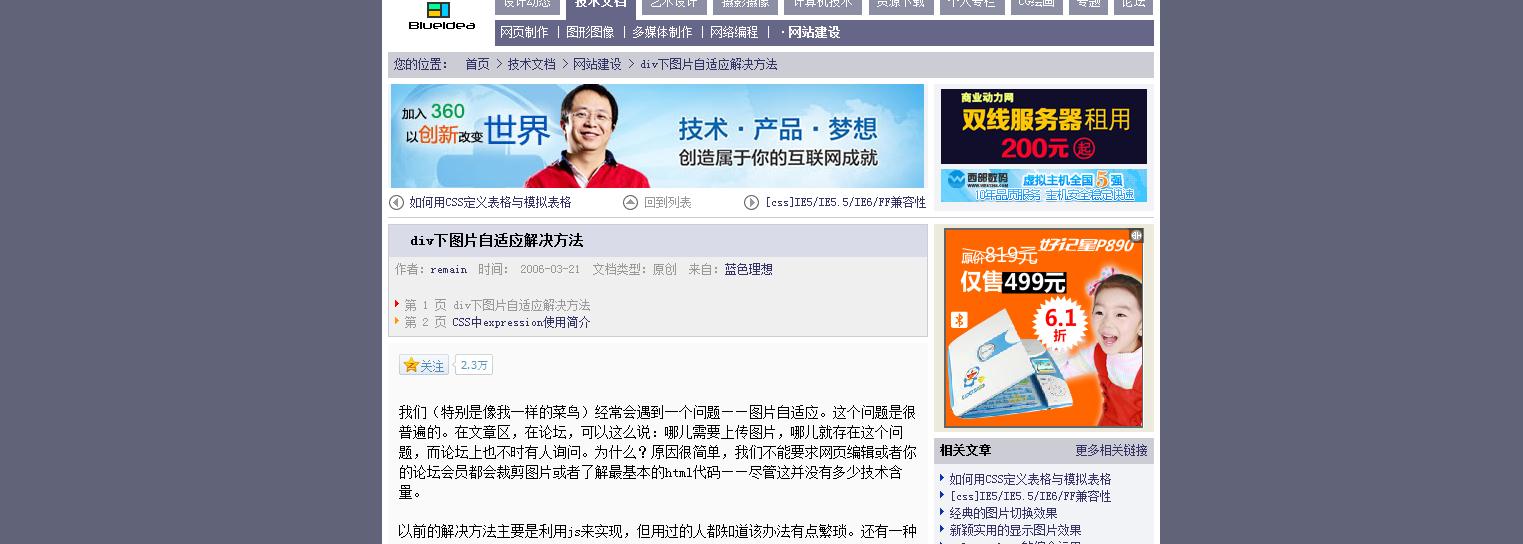 BlueIdea
设计动态 技术文档 艺术设计 摄影摄像 计算机技术 资源下载 个人专栏 CG绘画 专题 论坛
网页制作 | 图形图像 | 多媒体制作 | 网络编程 | ·网站建设
您的位置： 首页 > 技术文档 > 网站建设 > div下图片自适应解决方法
加入 360
以创新改变世界
技术·产品·梦想
创造属于你的互联网成就
商业动力网
双线服务器租用
200元起
西部数码
虚拟主机全国5强
10年品质服务 主机安全稳定快速
如何用CSS定义表格与模拟表格 回到列表 [css]IE5/IE5.5/IE6/FF兼容性
div下图片自适应解决方法
作者：remain 时间： 2006-03-21 文档类型：原创 来自：蓝色理想
第 1 页 div下图片自适应解决方法
第 2 页 CSS中expression使用简介
关注 2.3万
我们（特别是像我一样的菜鸟）经常会遇到一个问题——图片自适应。这个问题是很
普遍的。在文章区，在论坛，可以这么说：哪儿需要上传图片，哪儿就存在这个问
题，而论坛上也不时有人询问。为什么？原因很简单，我们不能要求网页编辑或者你
的论坛会员都会裁剪图片或者了解最基本的html代码——尽管这并没有多少技术含
量。
以前的解决方法主要是利用js来实现，但用过的人都知道该办法有点繁琐。还有一种
原价819元
好记星P890
仅售499元
6.1
折
相关文章 更多相关链接
如何用CSS定义表格与模拟表格
[css]IE5/IE5.5/IE6/FF兼容性
经典的图片切换效果
新颖实用的显示图片效果